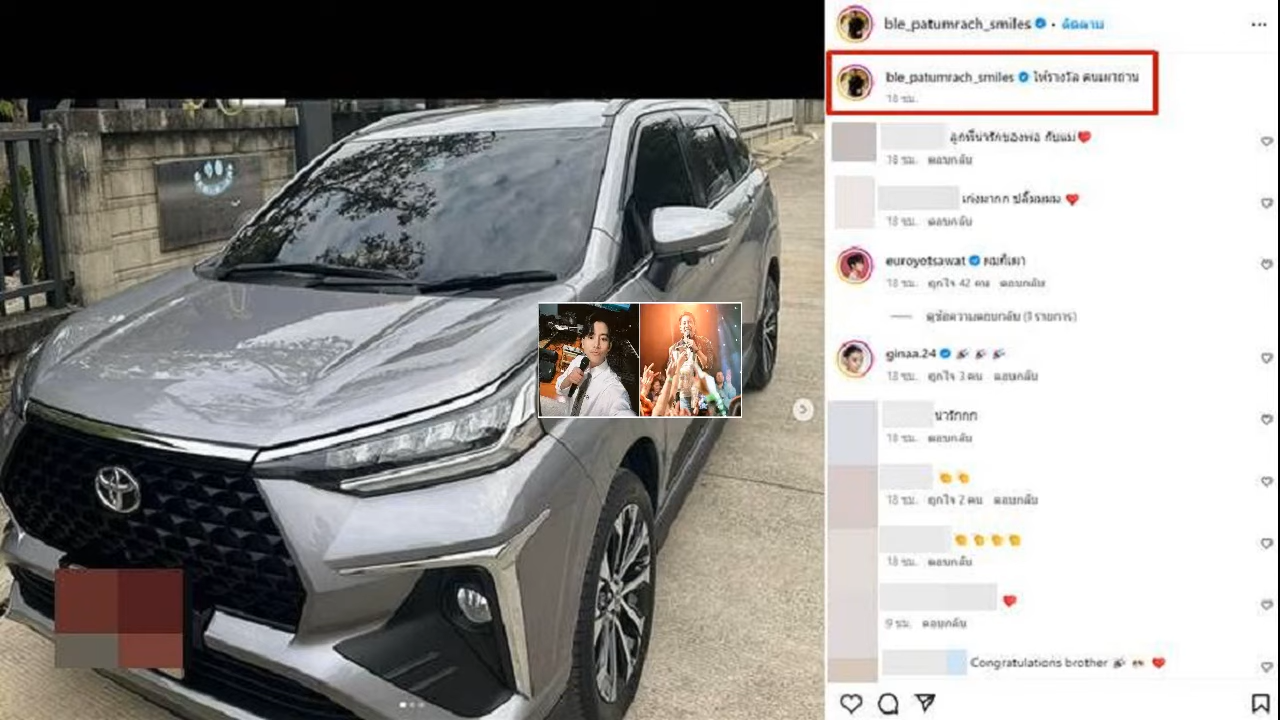 ble_patumrach_smiles • ติดตาม
ble_patumrach_smiles ให้รางวัล คนเผาถ่าน
18 ชม.
ลูกที่น่ารักของพ่อ กับแม่❤️
18 ชม. ตอบกลับ
เก่งมากก ปลื้มมมม ❤️
18 ชม. ตอบกลับ
euroyotsawat ผมก็เผา
18 ชม. ถูกใจ 42 คน ตอบกลับ
ดูข้อความตอบกลับ (1 รายการ)
ginaa.24 🎉 🎉 🎉
18 ชม. ถูกใจ 3 คน ตอบกลับ
น่ารักกก
18 ชม. ตอบกลับ
👏 👏
18 ชม. ถูกใจ 2 คน ตอบกลับ
👏 👏 👏 👏
18 ชม. ตอบกลับ
❤️
9 ชม. ตอบกลับ
Congratulations brother 🎉 ❤️